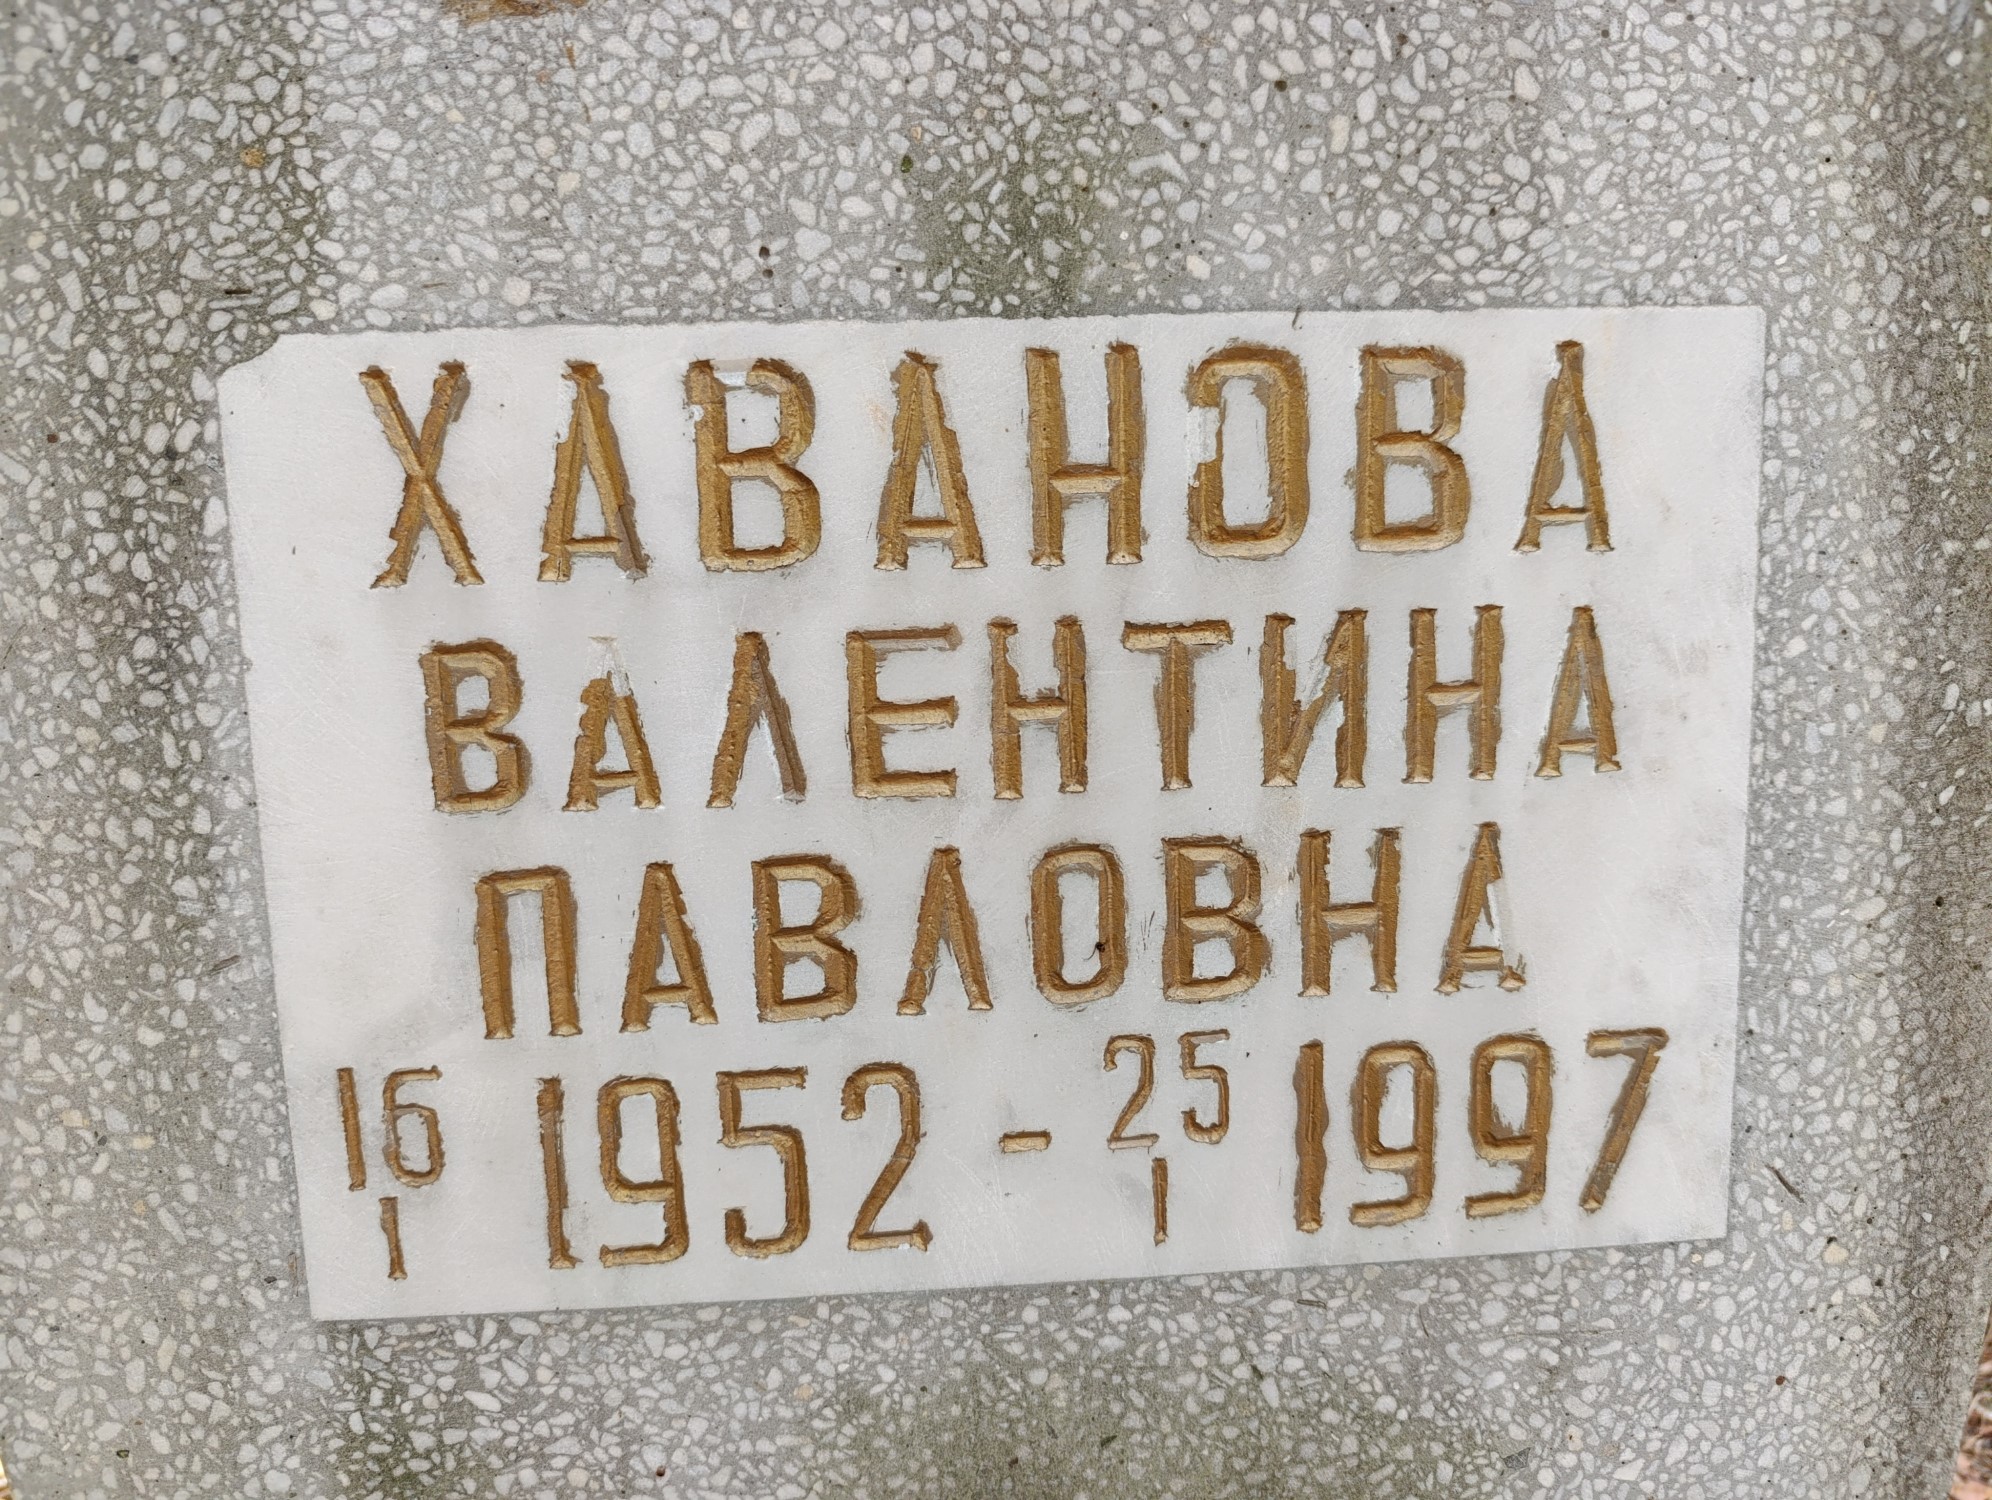 ХАВАНОВА
ВАЛЕНТИНА
ПАВЛОВНА
16/I 1952 - 25/I 1997